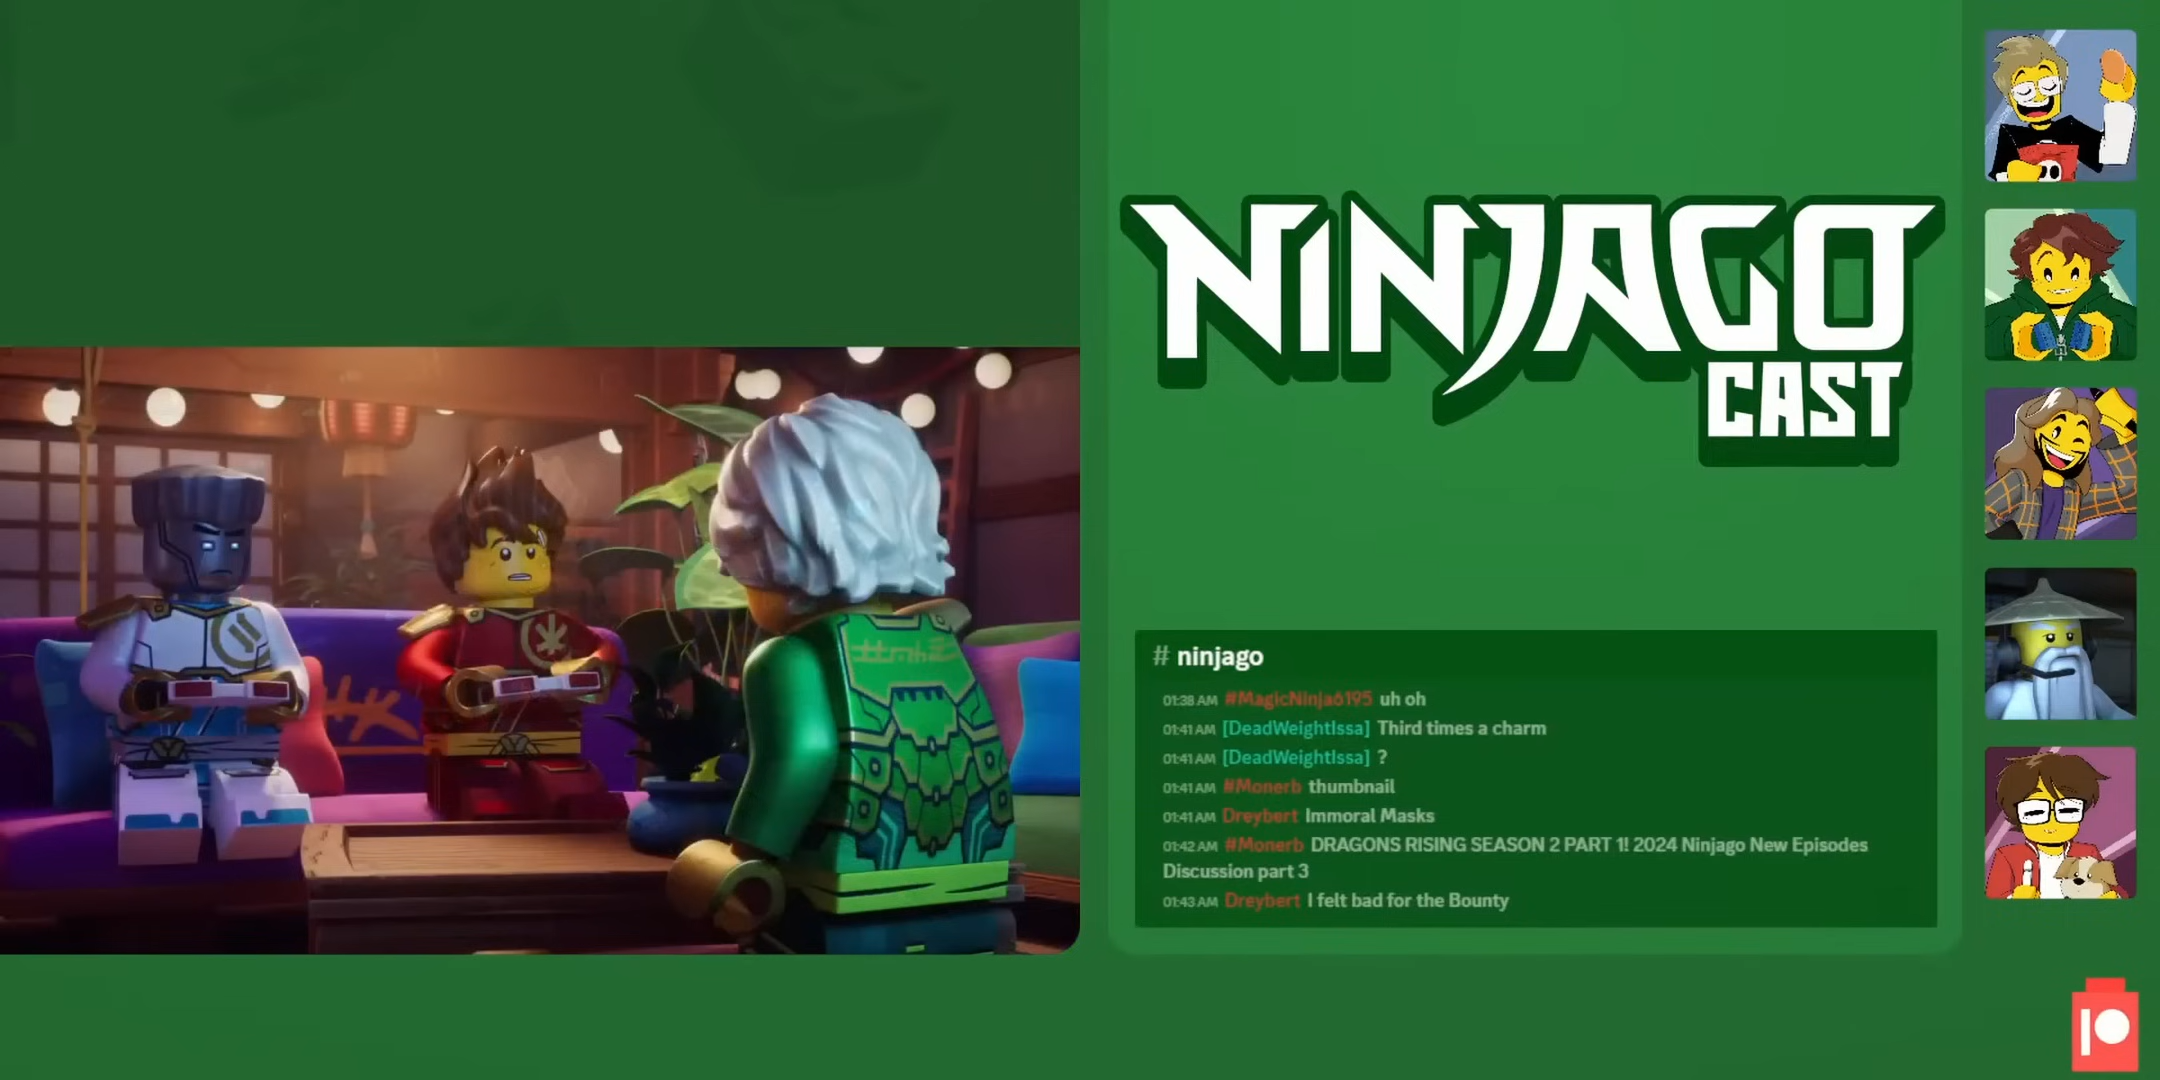 NINJAGO
CAST
# ninjago
01:38 AM #MagicNinja6195 uh oh
01:41 AM [DeadWeightIssa] Third times a charm
01:41 AM [DeadWeightIssa] ?
01:41 AM #Monerb thumbnail
01:41 AM Dreybert Immoral Masks
01:42 AM #Monerb DRAGONS RISING SEASON 2 PART 1! 2024 Ninjago New Episodes
Discussion part 3
01:43 AM Dreybert I felt bad for the Bounty